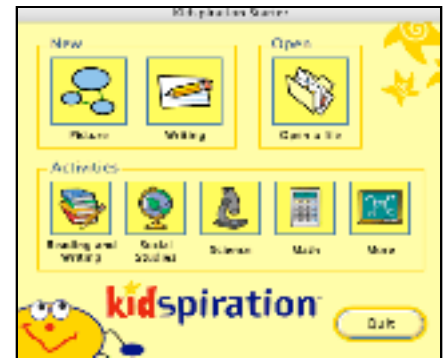 Kidspiration Starter
New
Open
Picture
Writing
Open a file
Activities
Reading and
Writing
Social
Studies
Science
Math
More
kidspiration
Quit